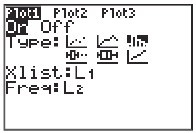 Plot1 Plot2 Plot3
On Off
Type:
Xlist:L1
Freq:L2